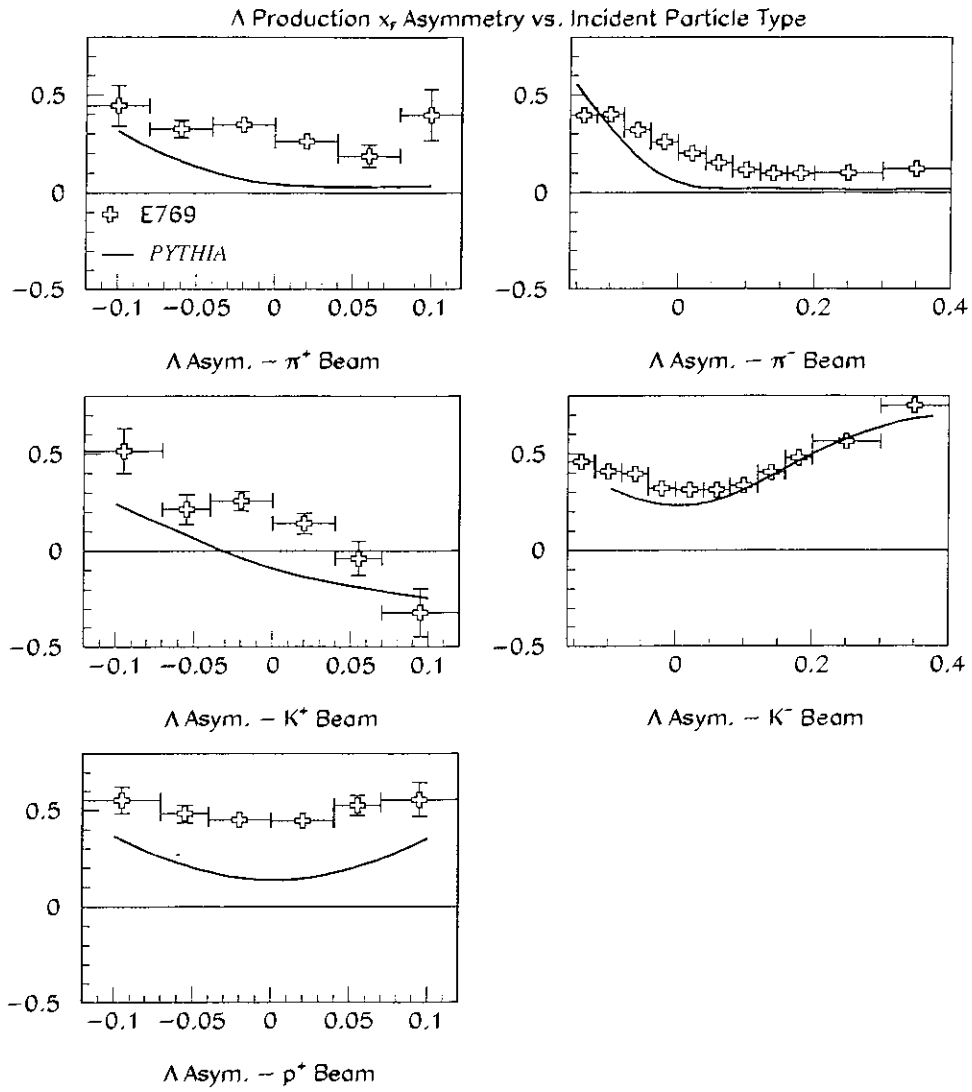 Λ Production x_F Asymmetry vs. Incident Particle Type
0.5
0
-0.5
E769
PYTHIA
-0.1 -0.05 0 0.05 0.1
Λ Asym. – π⁺ Beam
0.5
0
-0.5
0 0.2 0.4
Λ Asym. – π⁻ Beam
0.5
0
-0.5
-0.1 -0.05 0 0.05 0.1
Λ Asym. – K⁺ Beam
0.5
0
-0.5
0 0.2 0.4
Λ Asym. – K⁻ Beam
0.5
0
-0.5
-0.1 -0.05 0 0.05 0.1
Λ Asym. – p⁺ Beam